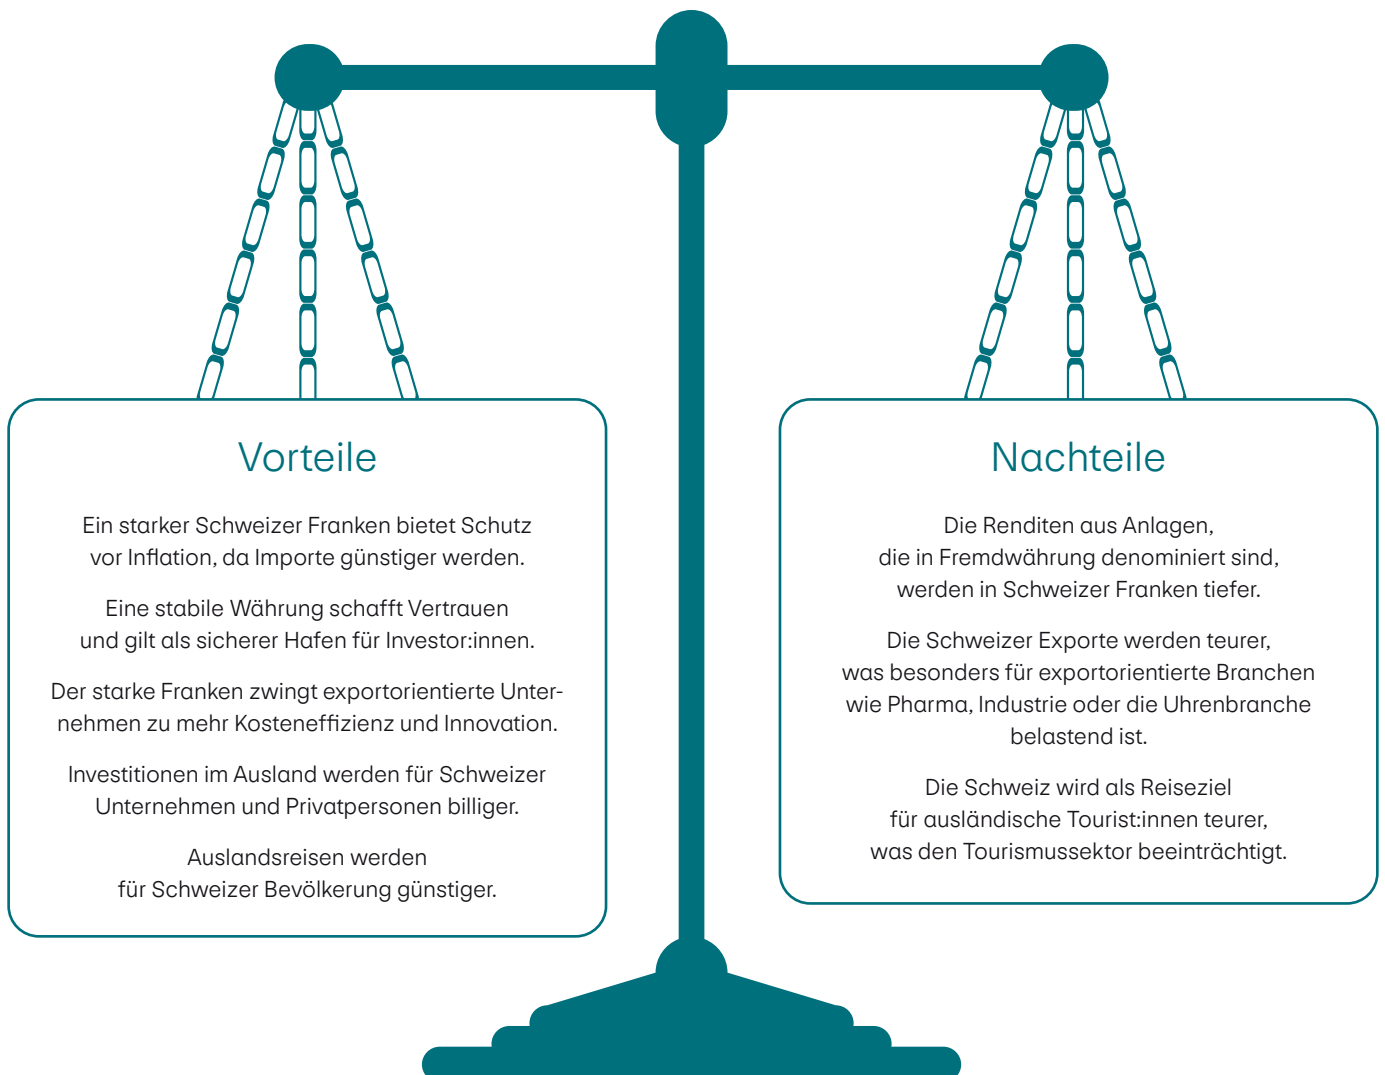 Vorteile
Ein starker Schweizer Franken bietet Schutz
vor Inflation, da Importe günstiger werden.
Eine stabile Währung schafft Vertrauen
und gilt als sicherer Hafen für Investor:innen.
Der starke Franken zwingt exportorientierte Unter-
nehmen zu mehr Kosteneffizienz und Innovation.
Investitionen im Ausland werden für Schweizer
Unternehmen und Privatpersonen billiger.
Auslandsreisen werden
für Schweizer Bevölkerung günstiger.
Nachteile
Die Renditen aus Anlagen,
die in Fremdwährung denominiert sind,
werden in Schweizer Franken tiefer.
Die Schweizer Exporte werden teurer,
was besonders für exportorientierte Branchen
wie Pharma, Industrie oder die Uhrenbranche
belastend ist.
Die Schweiz wird als Reiseziel
für ausländische Tourist:innen teurer,
was den Tourismussektor beeinträchtigt.